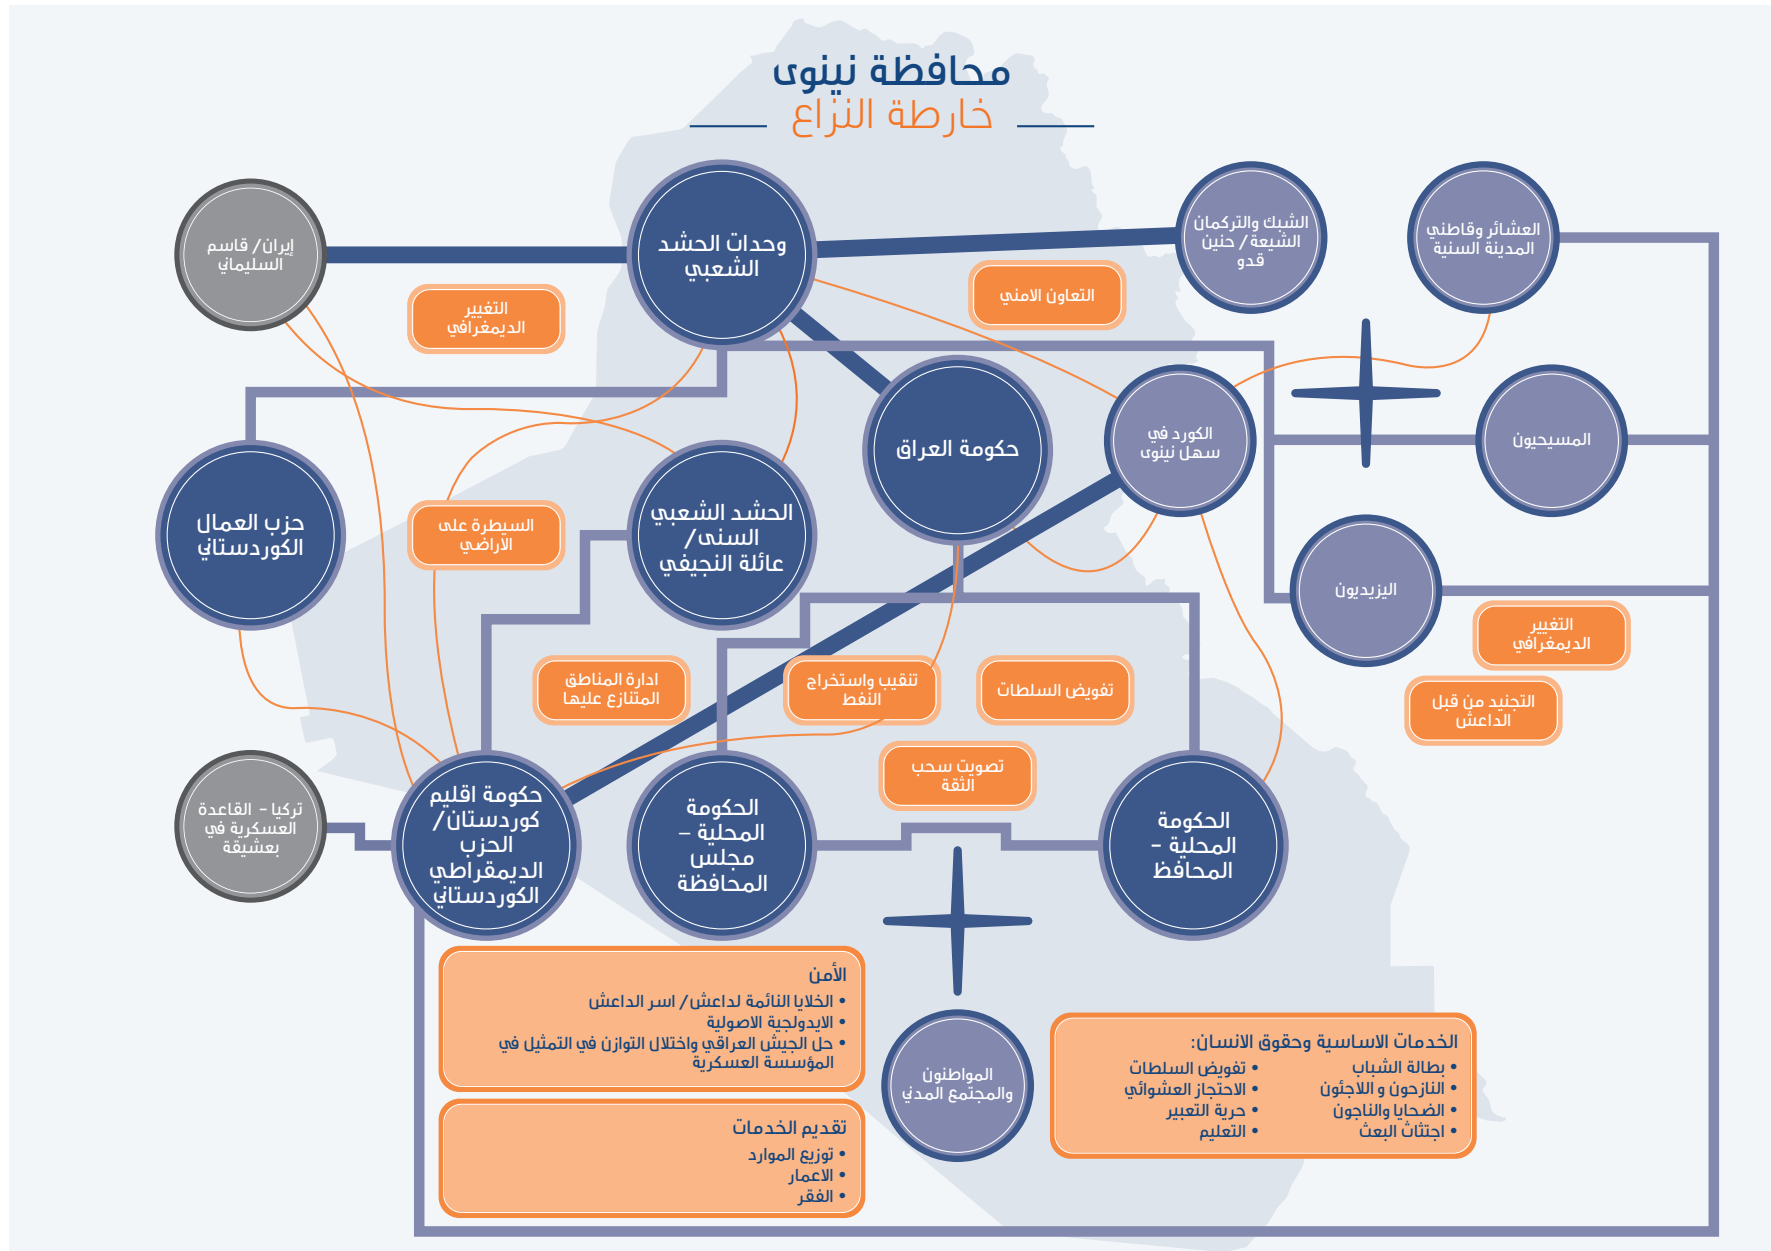 محافظة نينوى
خارطة النزاع
العشائر وقاطني
المدينة السنية
الشبك والتركمان
الشيعة/ حنين
قدو
وحدات الحشد
الشعبي
إيران/ قاسم
السليماني
التعاون الامني
التغيير
الديمغرافي
المسيحيون
الكورد في
سهل نينوى
حكومة العراق
الحشد الشعبي
السنى/
عائلة النجيفي
السيطرة على
الاراضي
حزب العمال
الكوردستاني
اليزيديون
التغيير
الديمغرافي
التجنيد من قبل
الداعش
تفويض السلطات
تنقيب واستخراج
النفط
ادارة المناطق
المتنازع عليها
تصويت سحب
الثقة
الحكومة
المحلية –
المحافظ
الحكومة
المحلية –
مجلس
المحافظة
حكومة اقليم
كوردستان/
الحزب
الديمقراطي
الكوردستاني
تركيا – القاعدة
العسكرية في
بعشيقة
الأمن
• الخلايا النائمة لداعش/ اسر الداعش
• الايدولجية الاصولية
• حل الجيش العراقي واختلال التوازن في التمثيل في
المؤسسة العسكرية
تقديم الخدمات
• توزيع الموارد
• الاعمار
• الفقر
المواطنون
والمجتمع المدني
الخدمات الاساسية وحقوق الانسان:
• بطالة الشباب
• النازحون و اللاجئون
• الضحايا والناجون
• اجتثاث البعث
• تفويض السلطات
• الاحتجاز العشوائي
• حرية التعبير
• التعليم